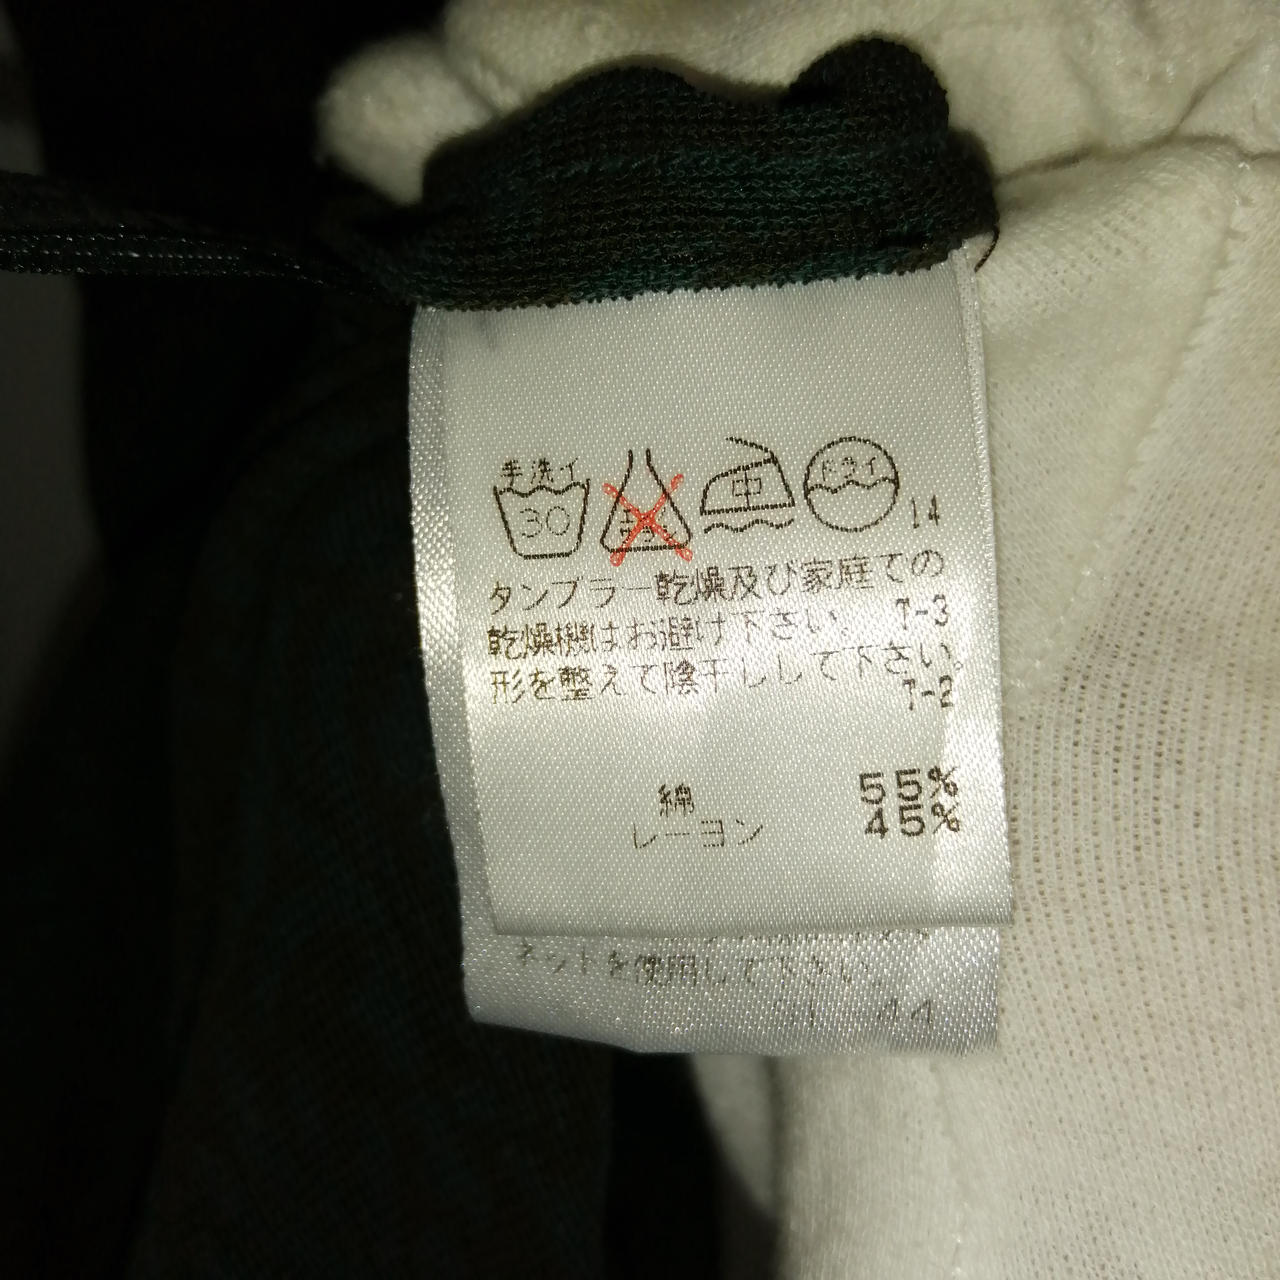 手洗イ
30
中
ドライ
14
タンブラー乾燥及び家庭での
乾燥機はお避け下さい。 T-3
形を整えて陰干しして下さい。
T-2
綿 55%
レーヨン 45%
ネットを使用して下さい。
44